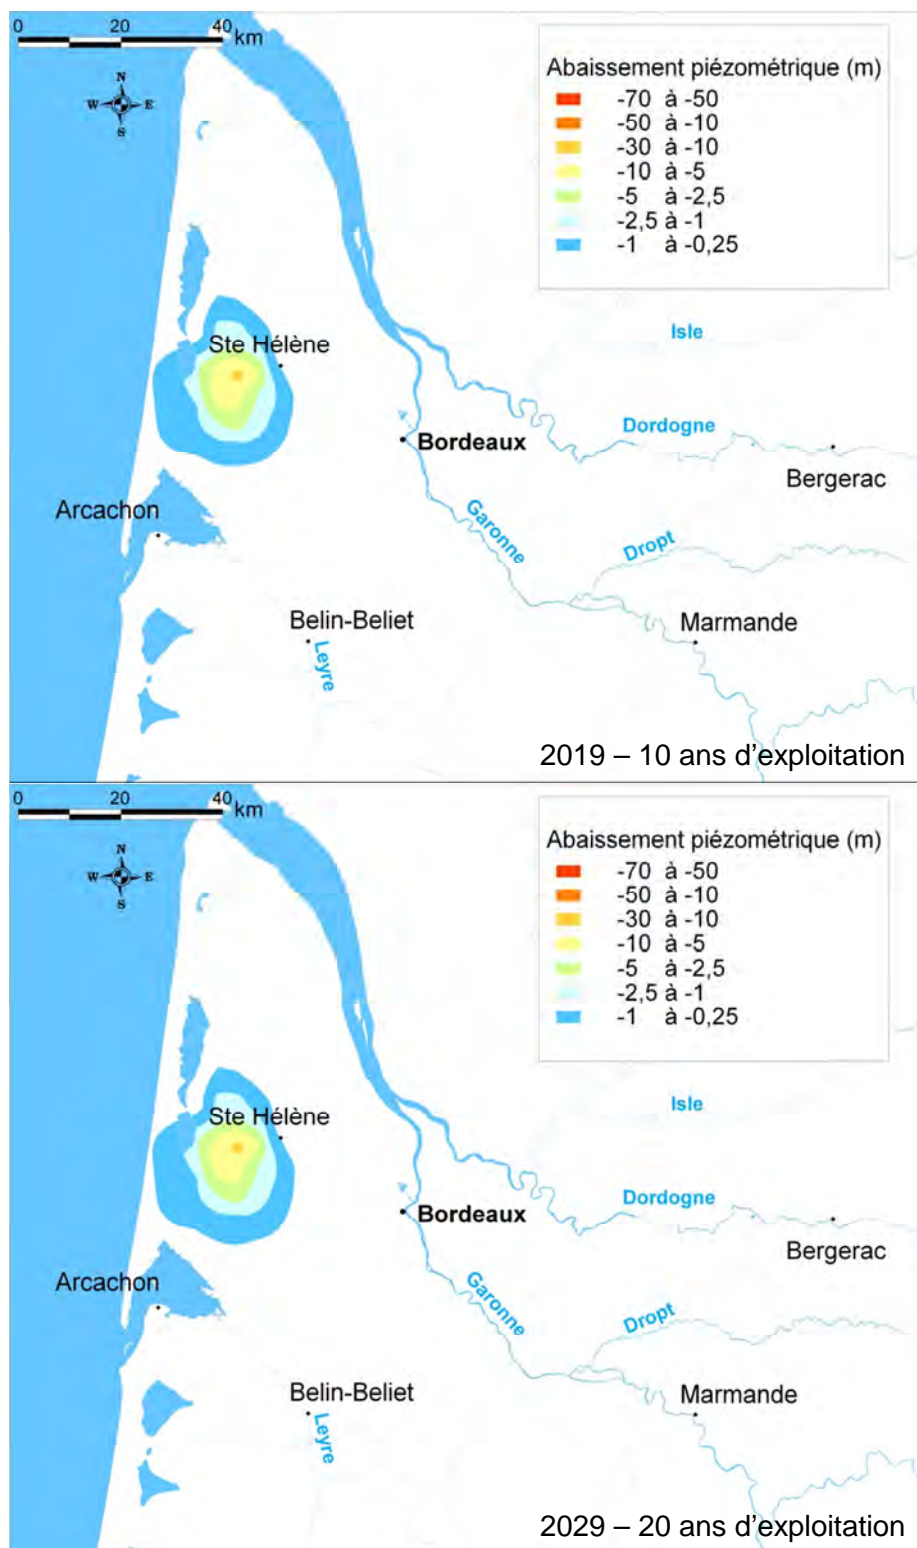 0 20 40
km
N
W E
S
Abaissement piézométrique (m)
-70 à -50
-50 à -10
-30 à -10
-10 à -5
-5 à -2,5
-2,5 à -1
-1 à -0,25
Isle
Ste Hélène
Dordogne
Bordeaux
Bergerac
Arcachon
Garonne
Dropt
Belin-Beliet
Marmande
Leyre
2019 – 10 ans d'exploitation
0 20 40
km
N
W E
S
Abaissement piézométrique (m)
-70 à -50
-50 à -10
-30 à -10
-10 à -5
-5 à -2,5
-2,5 à -1
-1 à -0,25
Isle
Ste Hélène
Dordogne
Bordeaux
Bergerac
Arcachon
Garonne
Dropt
Belin-Beliet
Marmande
Leyre
2029 – 20 ans d'exploitation